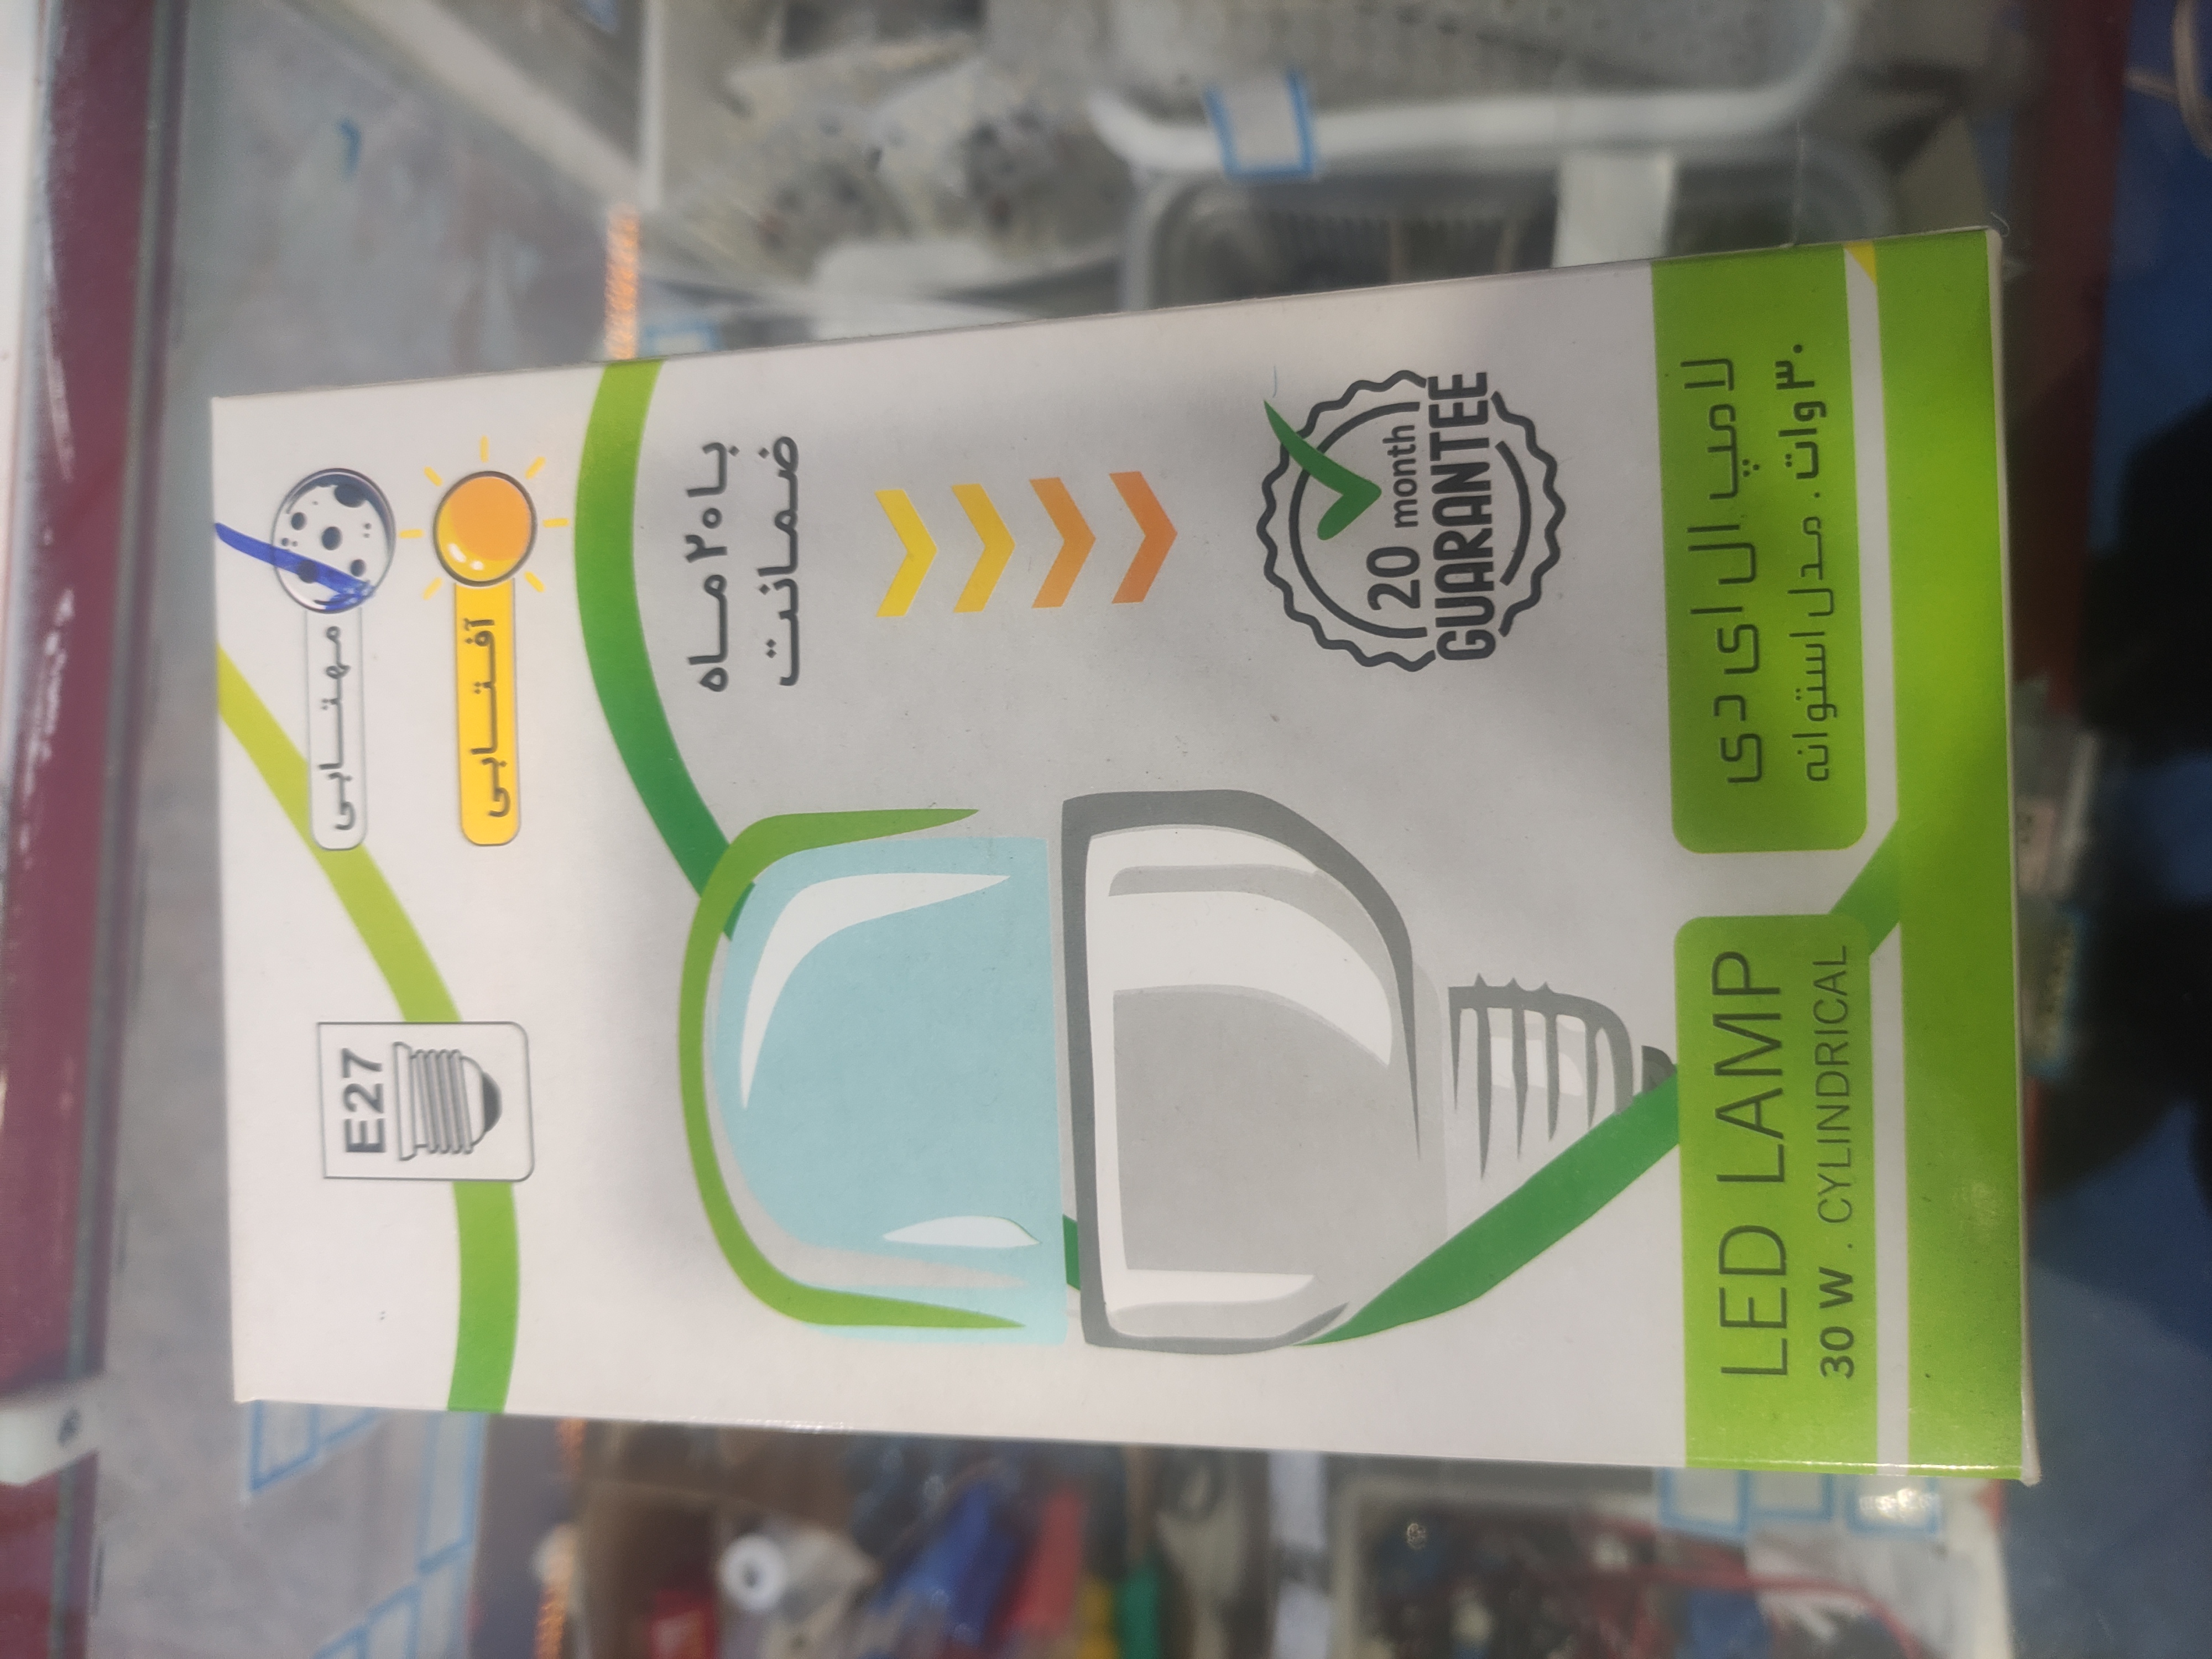 E27
مهتابی
آفتابی
با ۲۰ ماه
ضمانت
20 month
GUARANTEE
LED LAMP
30 W . CYLINDRICAL
لامپ ال ای دی
۳۰ وات . مدل استوانه